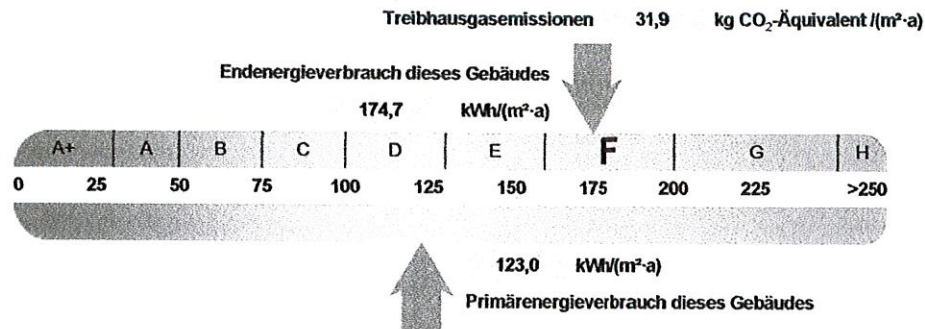 Treibhausgasemissionen 31,9 kg CO₂-Äquivalent /(m²·a)
Endenergieverbrauch dieses Gebäudes
174,7 kWh/(m²·a)
A+ A B C D E F G H
0 25 50 75 100 125 150 175 200 225 >250
123,0 kWh/(m²·a)
Primärenergieverbrauch dieses Gebäudes